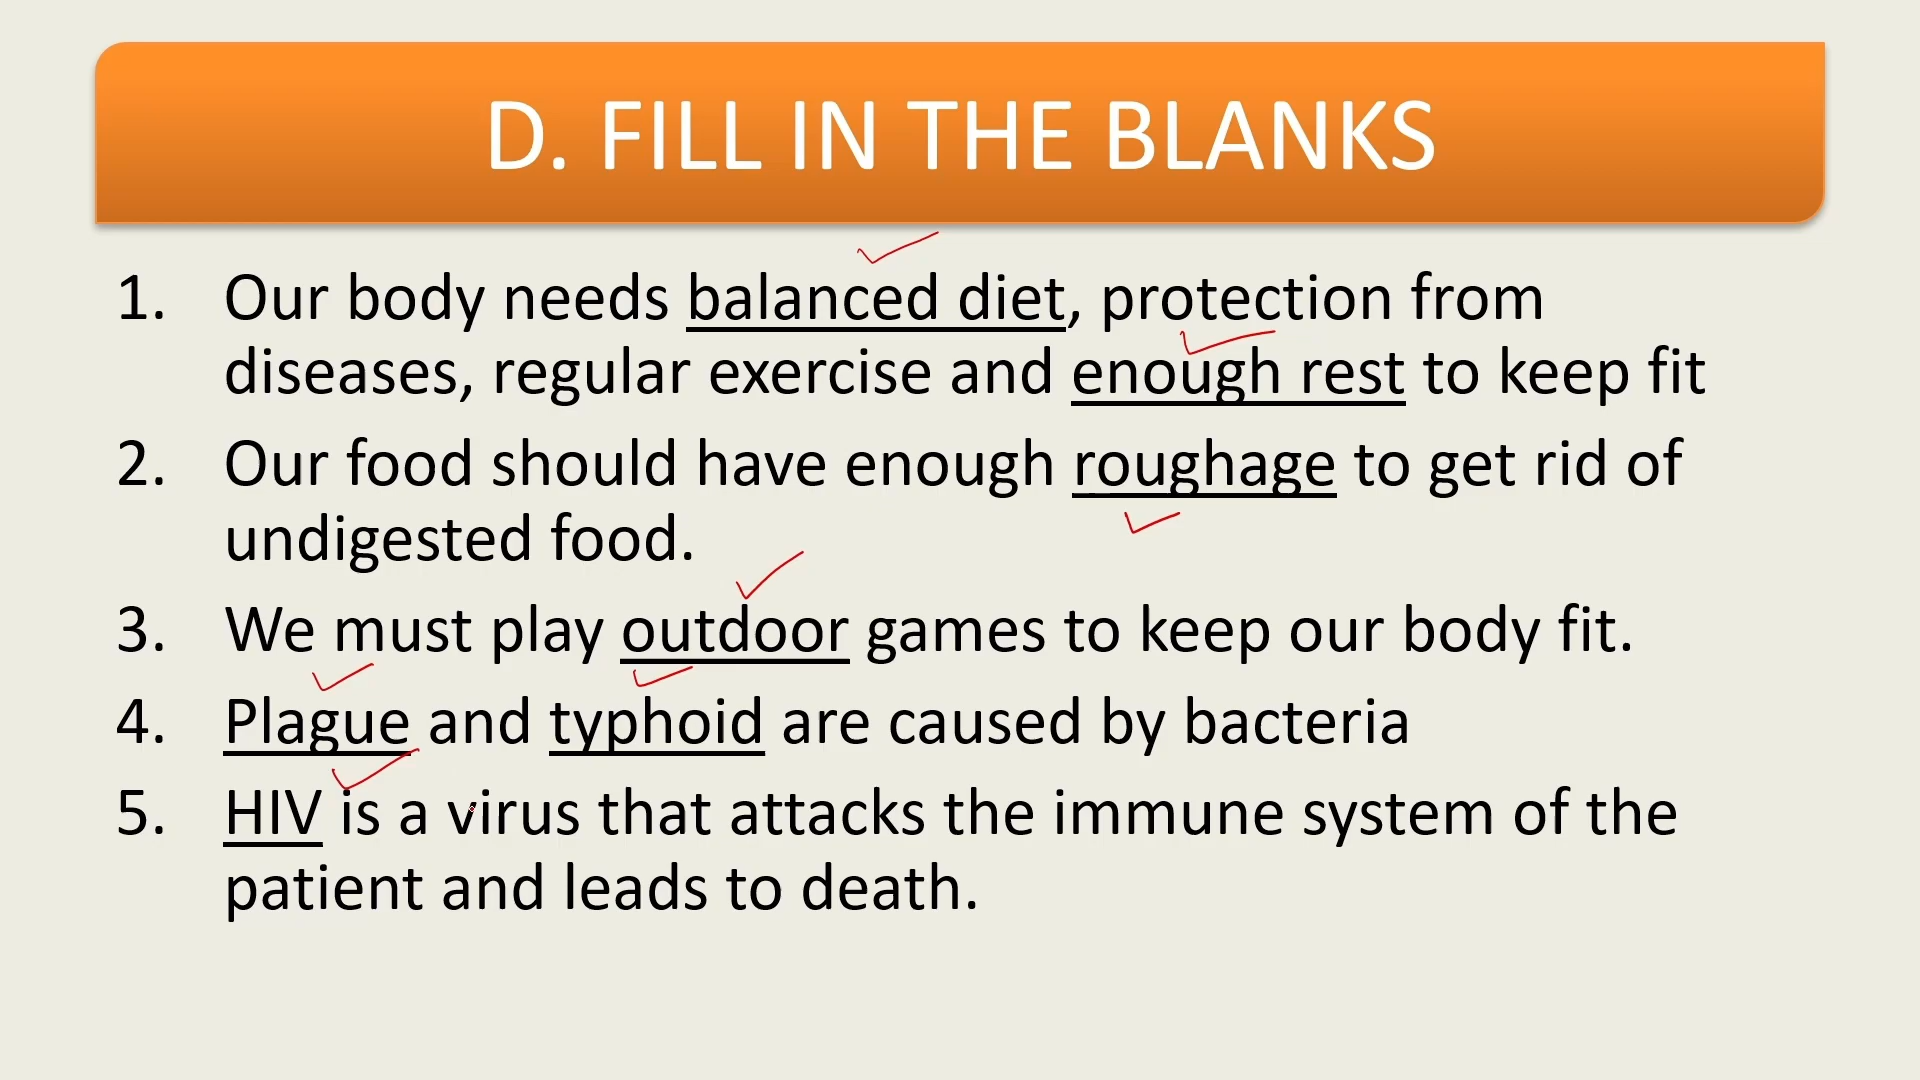 D. FILL IN THE BLANKS
1. Our body needs balanced diet, protection from
diseases, regular exercise and enough rest to keep fit
2. Our food should have enough roughage to get rid of
undigested food.
3. We must play outdoor games to keep our body fit.
4. Plague and typhoid are caused by bacteria
5. HIV is a virus that attacks the immune system of the
patient and leads to death.